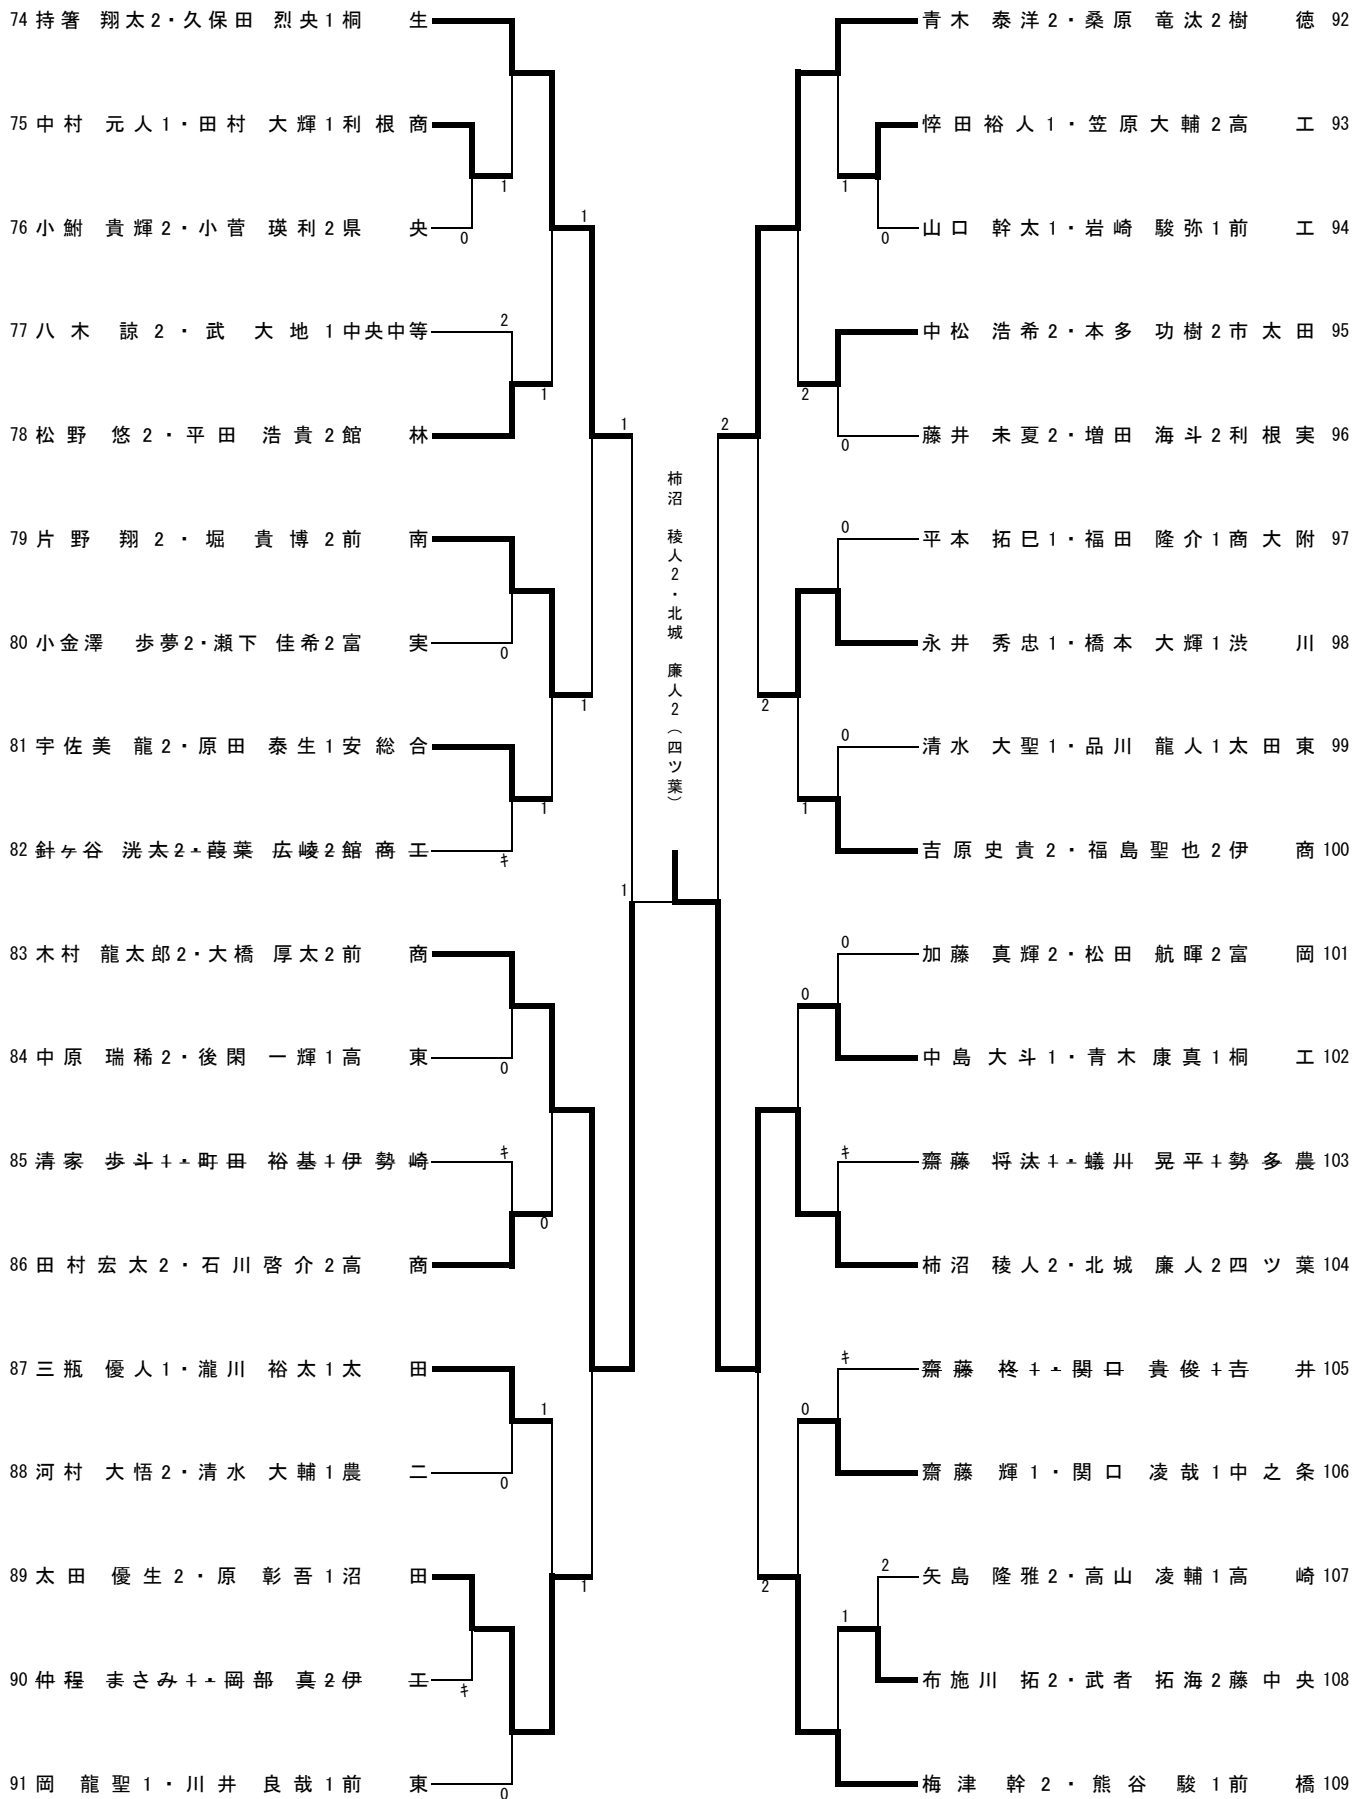 74 持箸 翔太2・久保田 烈央1 桐 生
75 中村 元人1・田村 大輝1 利根商
1
76 小鮒 貴輝2・小菅 瑛利2 県 央
0
1
77 八木 諒2・武 大地1 中央中等
2
1
78 松野 悠2・平田 浩貴2 館 林
1
79 片野 翔2・堀 貴博2 前 南
80 小金澤 歩夢2・瀬下 佳希2 富 実
0
1
81 宇佐美 龍2・原田 泰生1 安総合
1
82 針ヶ谷 洸太2・葭葉 広崚2 館商工
キ
1
83 木村 龍太郎2・大橋 厚太2 前 商
84 中原 瑞稀2・後閑 一輝1 高 東
0
85 清家 歩斗1・町田 裕基1 伊勢崎
キ
0
86 田村宏太2・石川啓介2 高 商
87 三瓶 優人1・瀧川 裕太1 太 田
1
88 河村 大悟2・清水 大輔1 農 二
0
89 太田 優生2・原 彰吾1 沼 田
1
90 仲程 まさみ1・岡部 真2 伊 工
キ
91 岡 龍聖1・川井 良哉1 前 東
0
柿沼 稜人2・北城 廉人2(四ツ葉)
青木 泰洋2・桑原 竜汰2 樹 徳 92
悴田裕人1・笠原大輔2 高 工 93
1
山口 幹太1・岩崎 駿弥1 前 工 94
0
中松 浩希2・本多 功樹2 市太田 95
2
藤井 未夏2・増田 海斗2 利根実 96
0
2
平本 拓巳1・福田 隆介1 商大附 97
0
永井 秀忠1・橋本 大輝1 渋 川 98
2
清水 大聖1・品川 龍人1 太田東 99
0
1
吉原史貴2・福島聖也2 伊 商 100
加藤 真輝2・松田 航暉2 富 岡 101
0
0
中島大斗1・青木康真1 桐 工 102
齋藤 将汰1・蟻川 晃平1 勢多農 103
キ
柿沼 稜人2・北城 廉人2 四ツ葉 104
齋藤 柊1・関口 貴俊1 吉 井 105
キ
0
齋藤 輝1・関口 凌哉1 中之条 106
矢島 隆雅2・高山 凌輔1 高 崎 107
2
2
1
布施川 拓2・武者 拓海2 藤中央 108
梅津 幹2・熊谷 駿1 前 橋 109